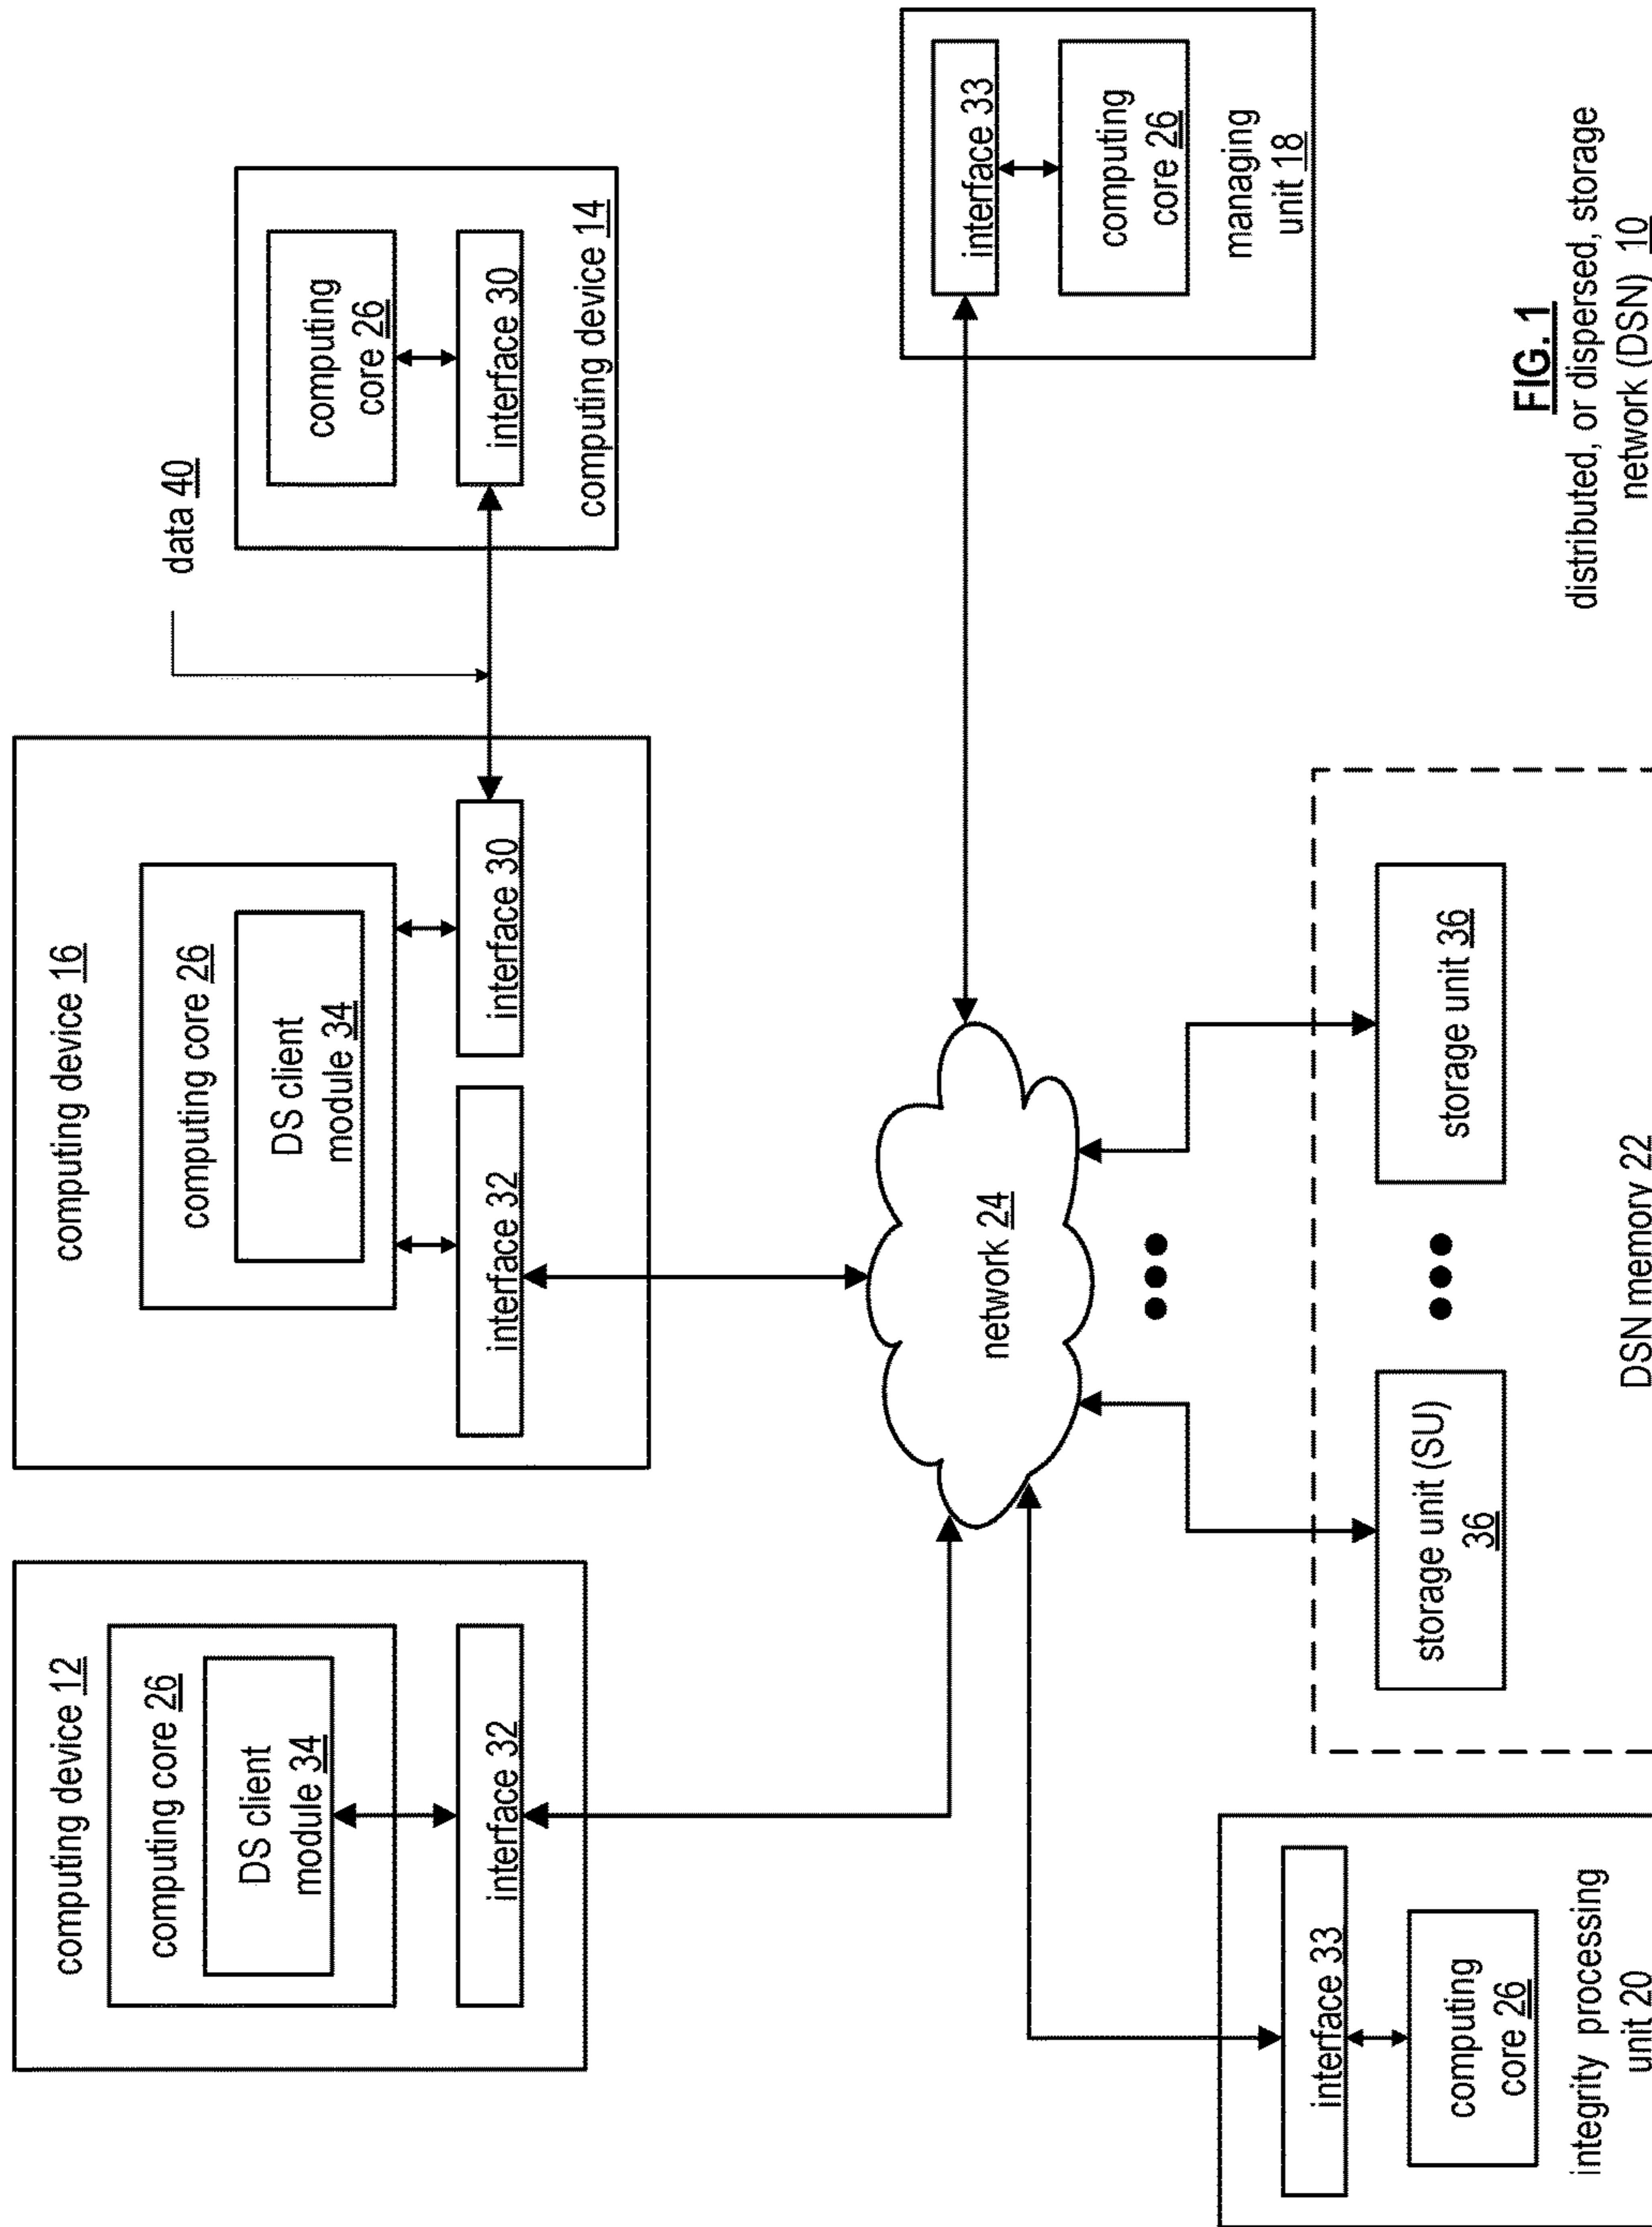 computing device 12
computing core 26
DS client
module 34
interface 32
computing device 16
computing core 26
DS client
module 34
interface 32
interface 30
data 40
computing
core 26
interface 30
computing device 14
network 24
interface 33
computing
core 26
managing
unit 18
interface 33
computing
core 26
integrity processing
unit 20
storage unit (SU)
36
storage unit 36
DSN memory 22
FIG. 1
distributed, or dispersed, storage
network (DSN) 10